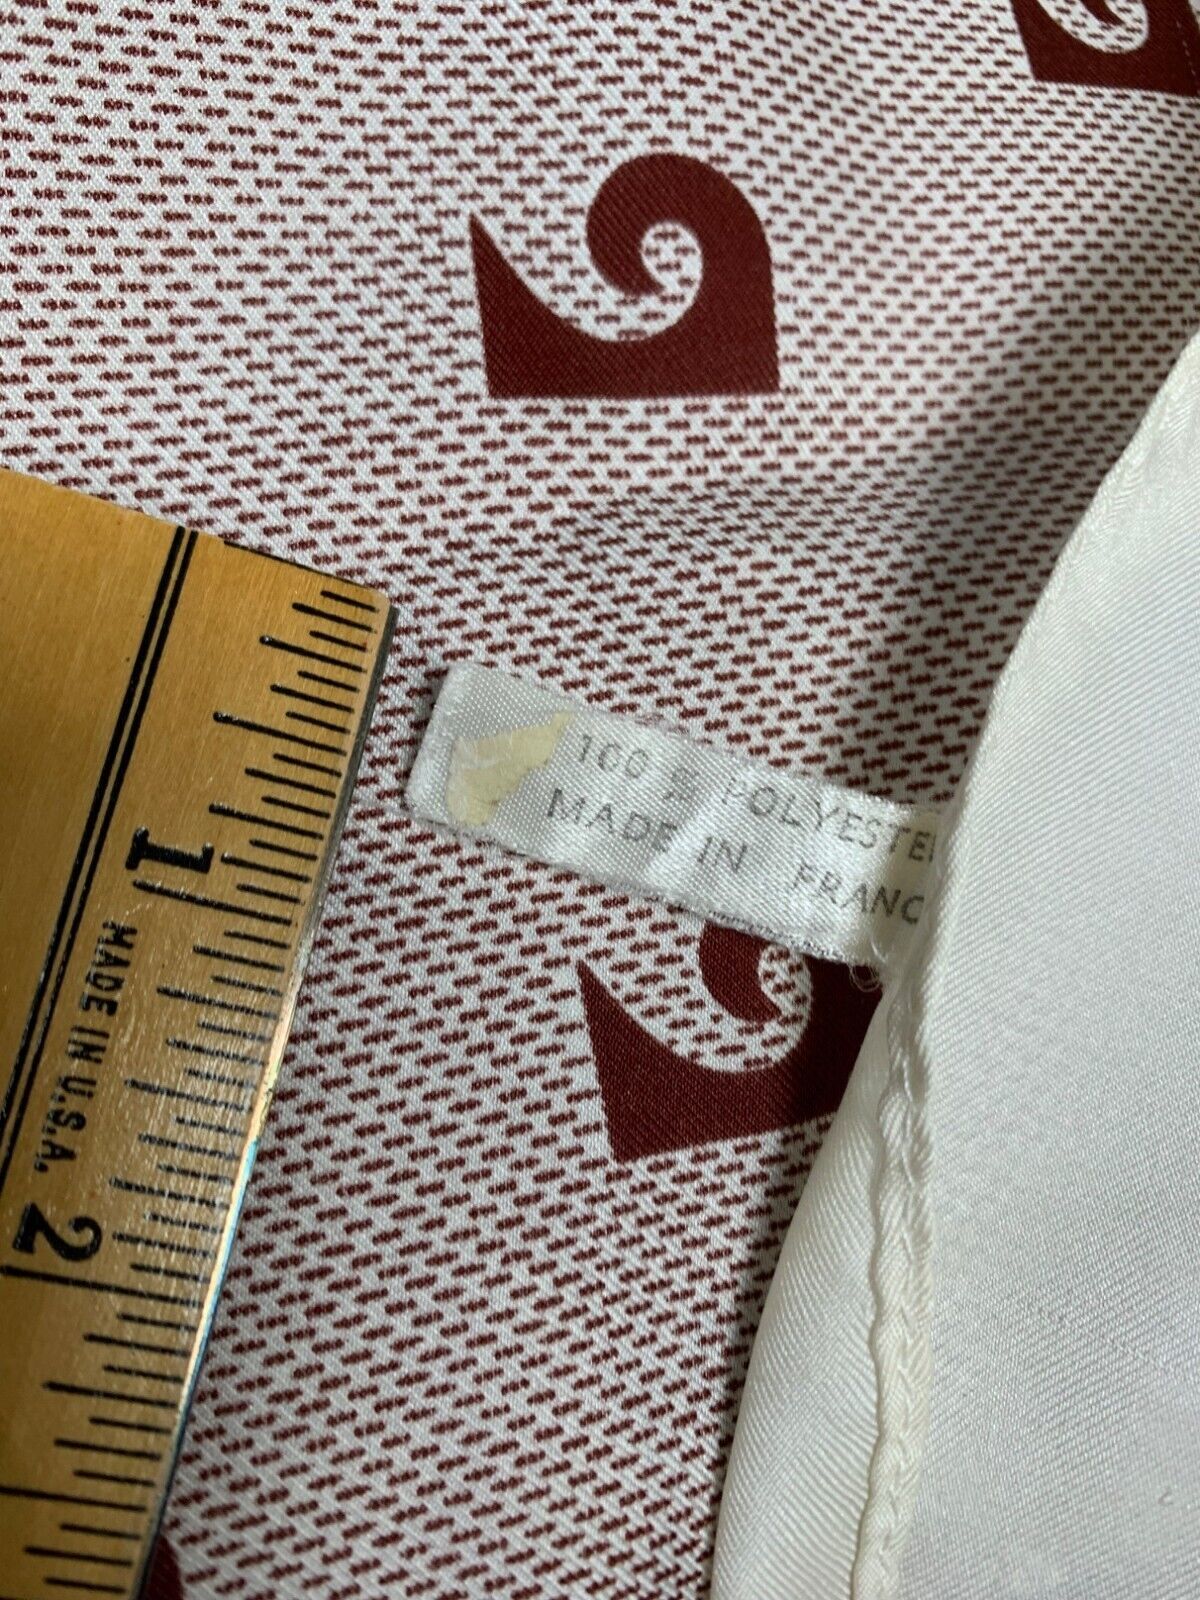 100 % POLYESTER
MADE IN FRANC
1
MADE IN U.S.A.
2